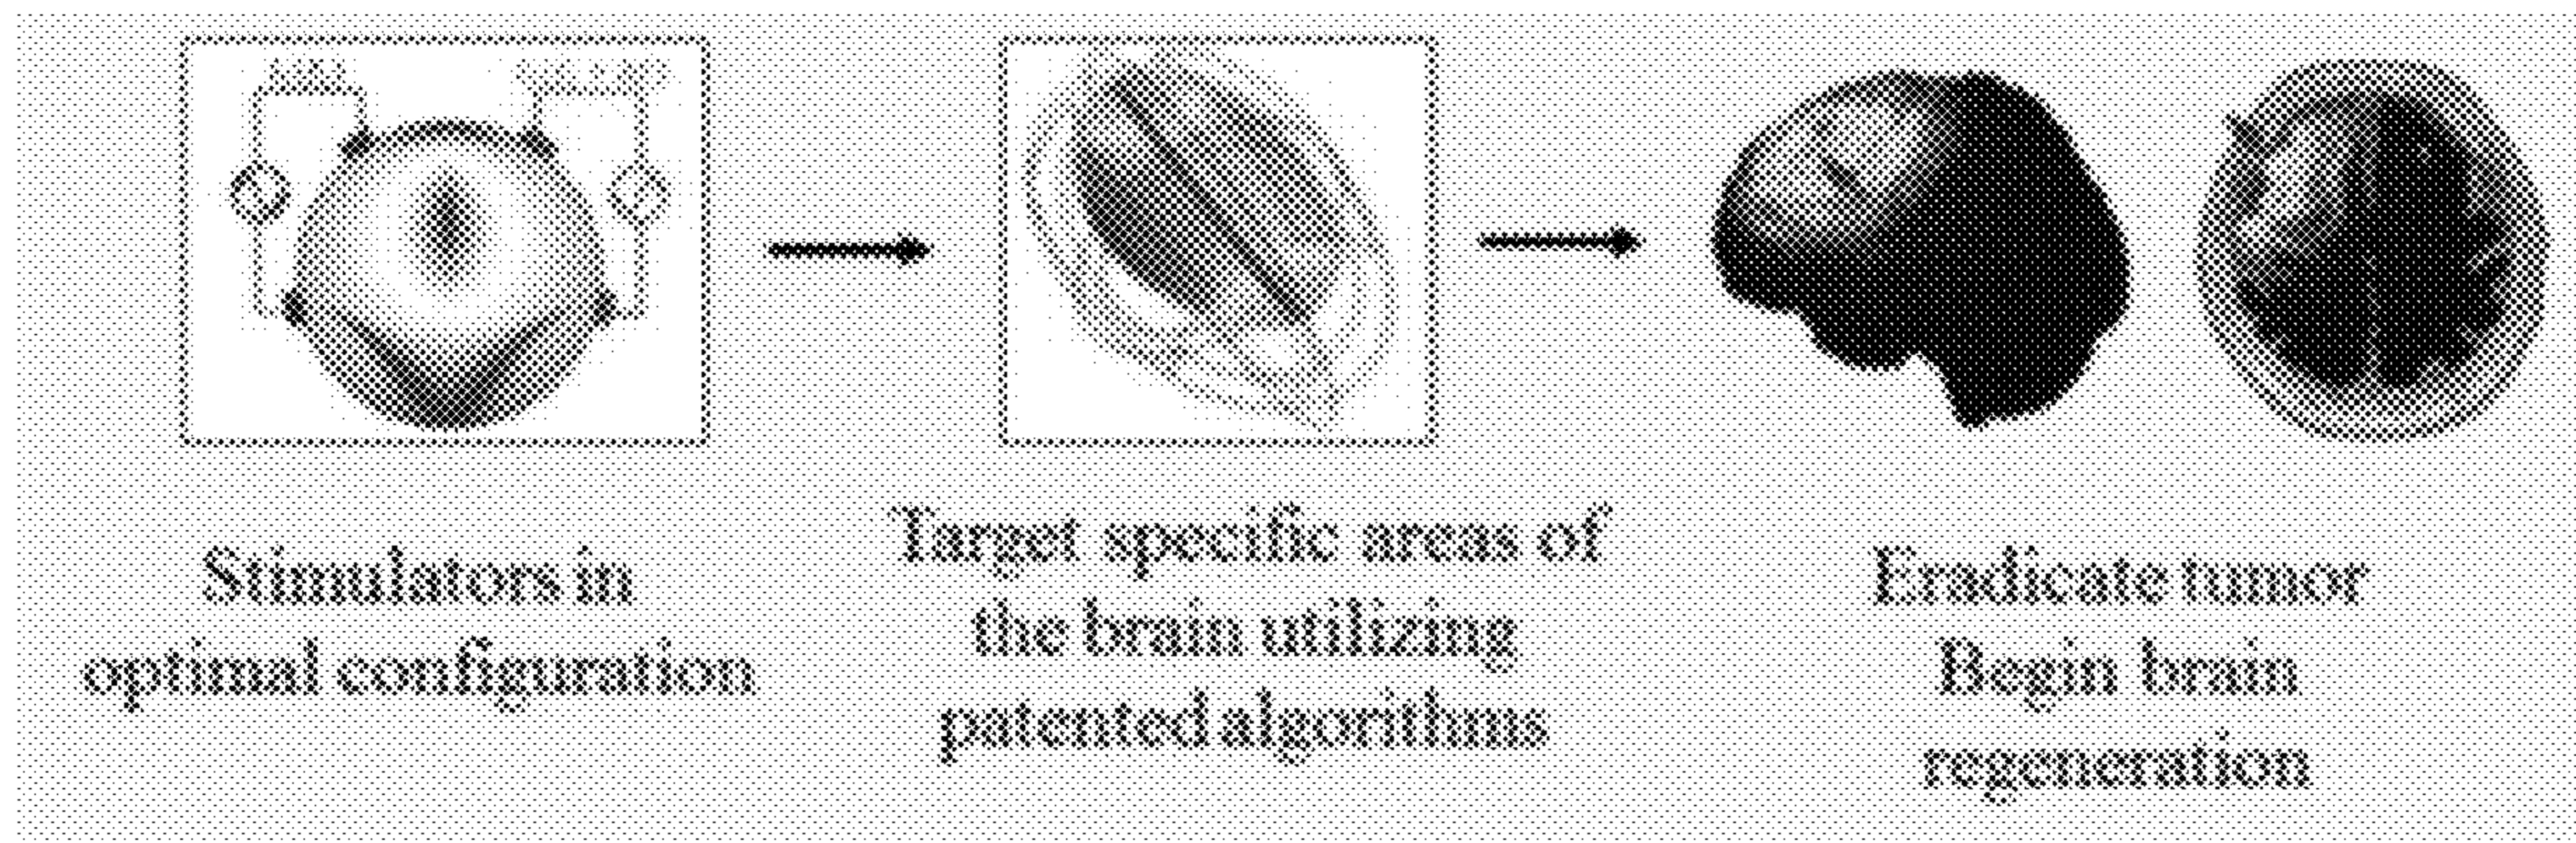 Stimulators in
optimal configuration
Target specific areas of
the brain utilizing
patented algorithms
Eradicate tumor
Begin brain
regeneration